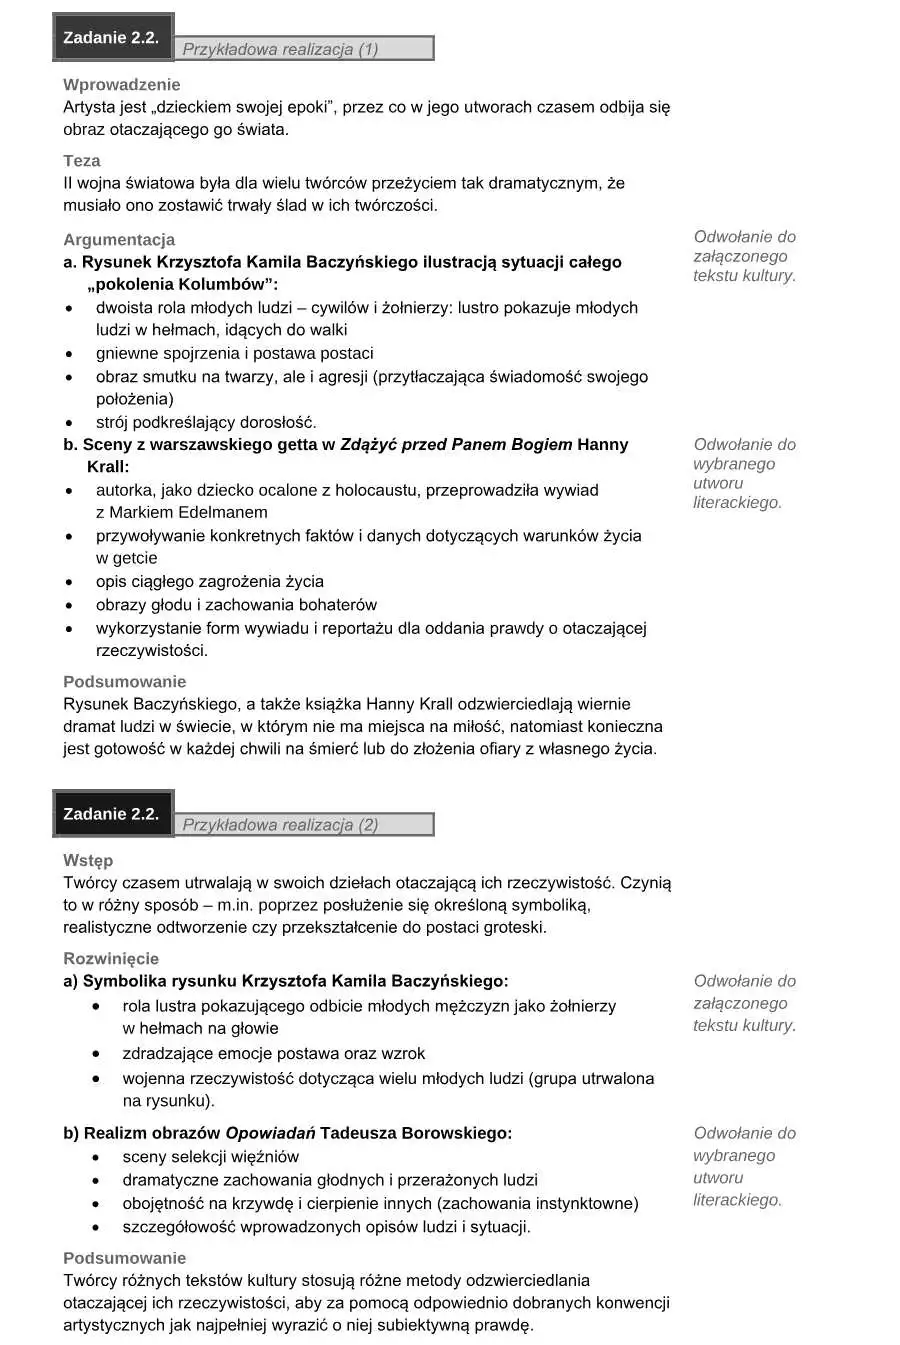 Zadanie 2.2.
Przykładowa realizacja (1)
Wprowadzenie
Artysta jest „dzieckiem swojej epoki”, przez co w jego utworach czasem odbija się
obraz otaczającego go świata.
Teza
II wojna światowa była dla wielu twórców przeżyciem tak dramatycznym, że
musiało ono zostawić trwały ślad w ich twórczości.
Argumentacja
a. Rysunek Krzysztofa Kamila Baczyńskiego ilustracją sytuacji całego
„pokolenia Kolumbów”:
• dwoista rola młodych ludzi – cywilów i żołnierzy: lustro pokazuje młodych
ludzi w hełmach, idących do walki
• gniewne spojrzenia i postawa postaci
• obraz smutku na twarzy, ale i agresji (przytłaczająca świadomość swojego
położenia)
• strój podkreślający dorosłość.
Odwołanie do
załączonego
tekstu kultury.
b. Sceny z warszawskiego getta w Zdążyć przed Panem Bogiem Hanny
Krall:
• autorka, jako dziecko ocalone z holocaustu, przeprowadziła wywiad
z Markiem Edelmanem
• przywoływanie konkretnych faktów i danych dotyczących warunków życia
w getcie
• opis ciągłego zagrożenia życia
• obrazy głodu i zachowania bohaterów
• wykorzystanie form wywiadu i reportażu dla oddania prawdy o otaczającej
rzeczywistości.
Odwołanie do
wybranego
utworu
literackiego.
Podsumowanie
Rysunek Baczyńskiego, a także książka Hanny Krall odzwierciedlają wiernie
dramat ludzi w świecie, w którym nie ma miejsca na miłość, natomiast konieczna
jest gotowość w każdej chwili na śmierć lub do złożenia ofiary z własnego życia.
Zadanie 2.2.
Przykładowa realizacja (2)
Wstęp
Twórcy czasem utrwalają w swoich dziełach otaczającą ich rzeczywistość. Czynią
to w różny sposób – m.in. poprzez posłużenie się określoną symboliką,
realistyczne odtworzenie czy przekształcenie do postaci groteski.
Rozwinięcie
a) Symbolika rysunku Krzysztofa Kamila Baczyńskiego:
• rola lustra pokazującego odbicie młodych mężczyzn jako żołnierzy
w hełmach na głowie
• zdradzające emocje postawa oraz wzrok
• wojenna rzeczywistość dotycząca wielu młodych ludzi (grupa utrwalona
na rysunku).
Odwołanie do
załączonego
tekstu kultury.
b) Realizm obrazów Opowiadań Tadeusza Borowskiego:
• sceny selekcji więźniów
• dramatyczne zachowania głodnych i przerażonych ludzi
• obojętność na krzywdę i cierpienie innych (zachowania instynktowne)
• szczegółowość wprowadzonych opisów ludzi i sytuacji.
Odwołanie do
wybranego
utworu
literackiego.
Podsumowanie
Twórcy różnych tekstów kultury stosują różne metody odzwierciedlania
otaczającej ich rzeczywistości, aby za pomocą odpowiednio dobranych konwencji
artystycznych jak najpełniej wyrazić o niej subiektywną prawdę.